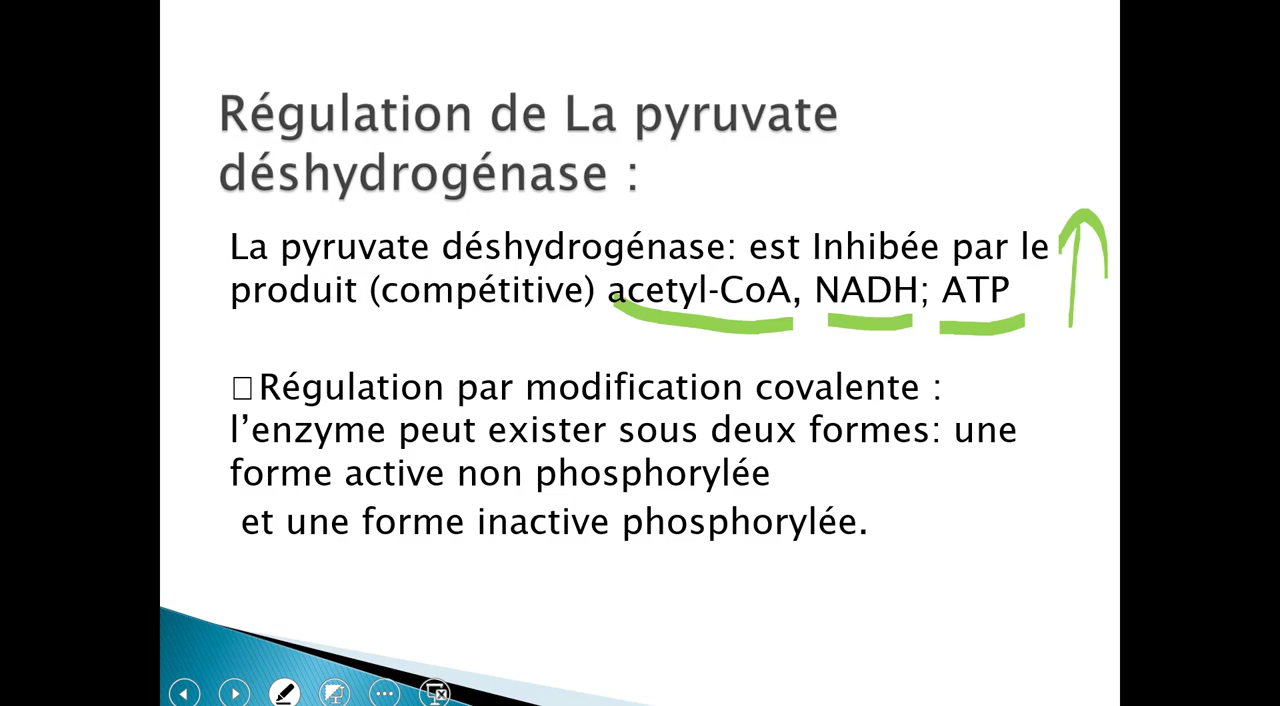 Régulation de La pyruvate
déshydrogénase :
La pyruvate déshydrogénase: est Inhibée par le
produit (compétitive) acetyl-CoA, NADH; ATP
□Régulation par modification covalente :
l’enzyme peut exister sous deux formes: une
forme active non phosphorylée
et une forme inactive phosphorylée.